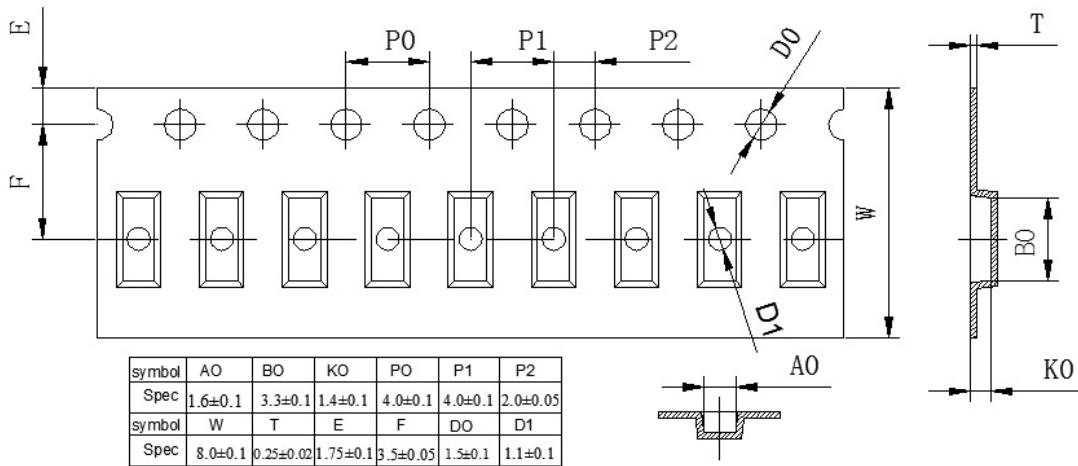 E
P0
P1
P2
D0
T
F
W
B0
D1
A0
K0
symbol AO BO KO PO P1 P2
Spec 1.6±0.1 3.3±0.1 1.4±0.1 4.0±0.1 4.0±0.1 2.0±0.05
symbol W T E F DO D1
Spec 8.0±0.1 0.25±0.02 1.75±0.1 3.5±0.05 1.5±0.1 1.1±0.1